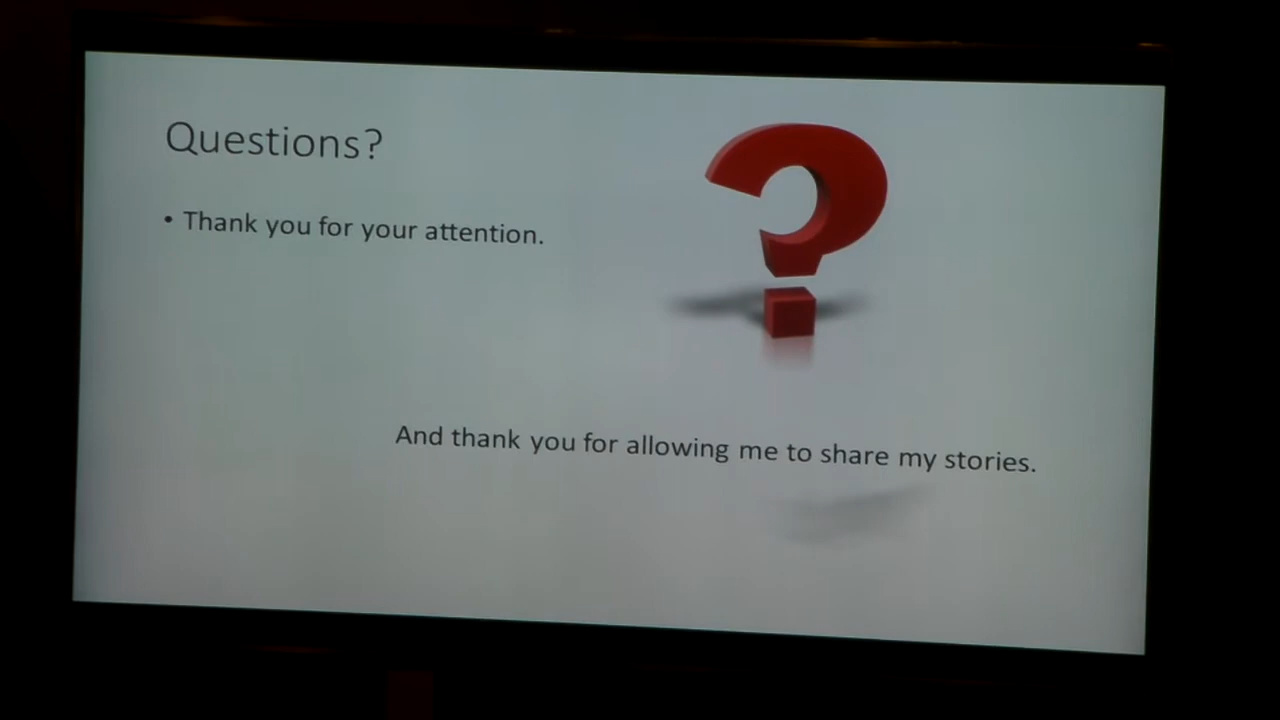 Questions?
• Thank you for your attention.
And thank you for allowing me to share my stories.